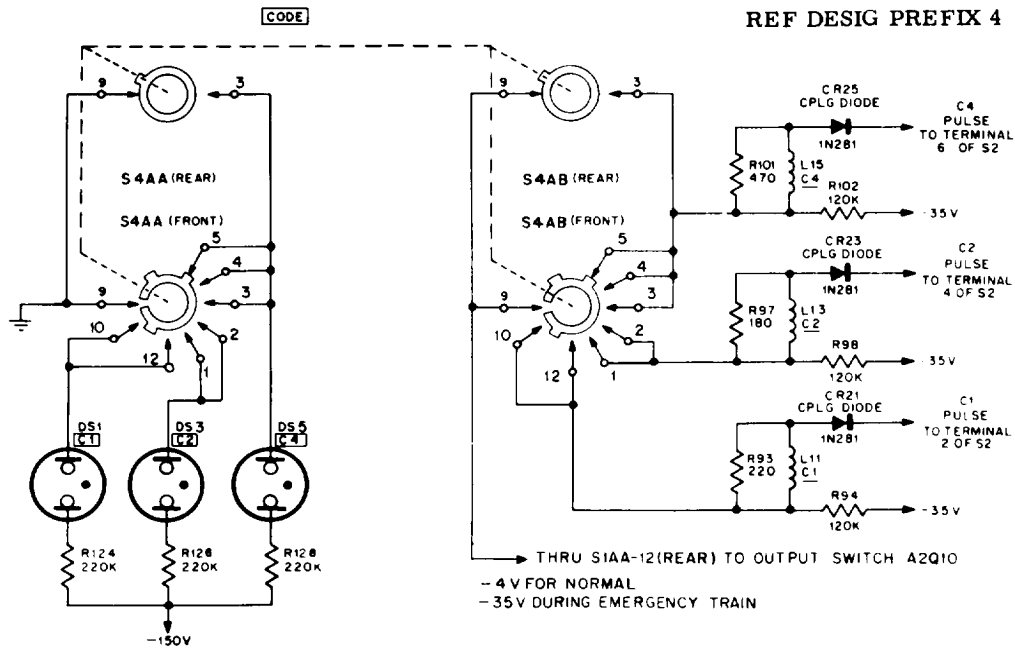 CODE
REF DESIG PREFIX 4
9
3
9
3
S4AA (REAR)
S4AA (FRONT)
5
4
9
3
10
2
12
1
S4AB (REAR)
S4AB (FRONT)
5
4
9
3
10
2
12
1
CR25
CPLG DIODE
1N281
C4
PULSE
TO TERMINAL
6 OF S2
R101
470
L15
C4
R102
120K
-35V
CR23
CPLG DIODE
1N281
C2
PULSE
TO TERMINAL
4 OF S2
R97
180
L13
C2
R98
120K
-35V
CR21
CPLG DIODE
1N281
C1
PULSE
TO TERMINAL
2 OF S2
R93
220
L11
C1
R94
120K
-35V
DS1
C1
DS3
C2
DS5
C4
R124
220K
R126
220K
R128
220K
-150V
THRU S1AA-12(REAR) TO OUTPUT SWITCH A2Q10
-4V FOR NORMAL
-35V DURING EMERGENCY TRAIN